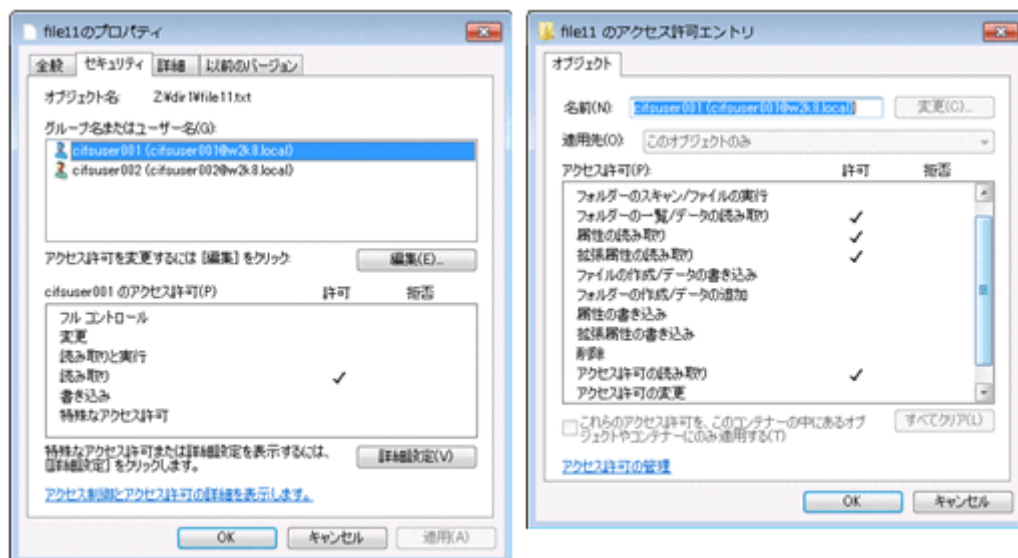 file11のプロパティ
全般 セキュリティ 詳細 以前のバージョン
オブジェクト名: Z:¥dir1¥file11.txt
グループ名またはユーザー名(G):
cifsuser001 (cifsuser001@w2k8.local)
cifsuser002 (cifsuser002@w2k8.local)
アクセス許可を変更するには [編集] をクリック: 編集(E)...
cifsuser001 のアクセス許可(P) 許可 拒否
フル コントロール
変更
読み取りと実行
読み取り ✓
書き込み
特殊なアクセス許可
特殊なアクセス許可または詳細設定を表示するには、 詳細設定(V)
[詳細設定] をクリックします。
アクセス制御とアクセス許可の詳細を表示します。
OK キャンセル 適用(A)
file11 のアクセス許可エントリ
オブジェクト
名前(N): cifsuser001 (cifsuser001@w2k8.local) 変更(C)...
適用先(O): このオブジェクトのみ
アクセス許可(P): 許可 拒否
フォルダーのスキャン/ファイルの実行
フォルダーの一覧/データの読み取り ✓
属性の読み取り ✓
拡張属性の読み取り ✓
ファイルの作成/データの書き込み
フォルダーの作成/データの追加
属性の書き込み
拡張属性の書き込み
削除
アクセス許可の読み取り ✓
アクセス許可の変更
これらのアクセス許可を、このコンテナーの中にあるオブ すべてクリア(L)
ジェクトやコンテナーにのみ適用する(T)
アクセス許可の管理
OK キャンセル